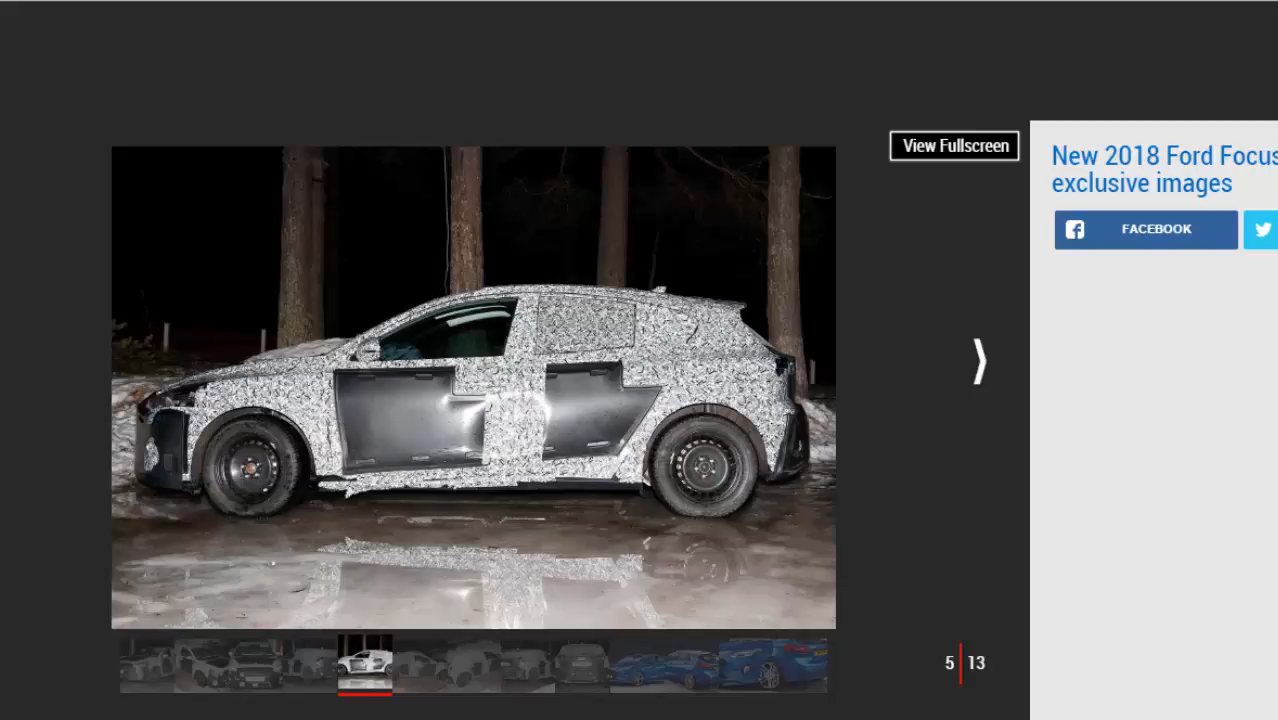 View Fullscreen
New 2018 Ford Focus
exclusive images
FACEBOOK
5 | 13